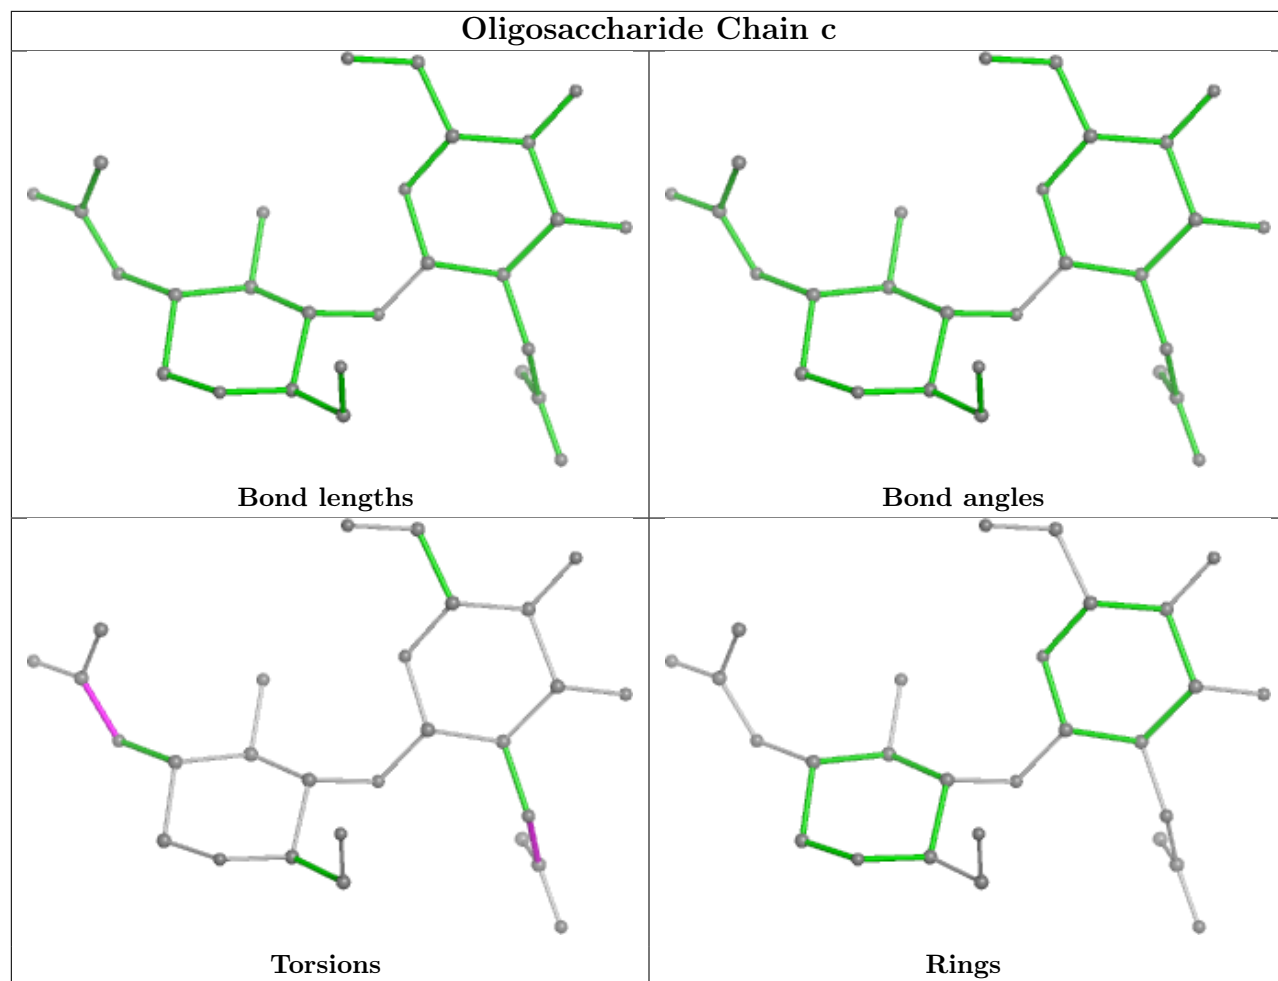 Oligosaccharide Chain c
Bond lengths
Bond angles
Torsions
Rings